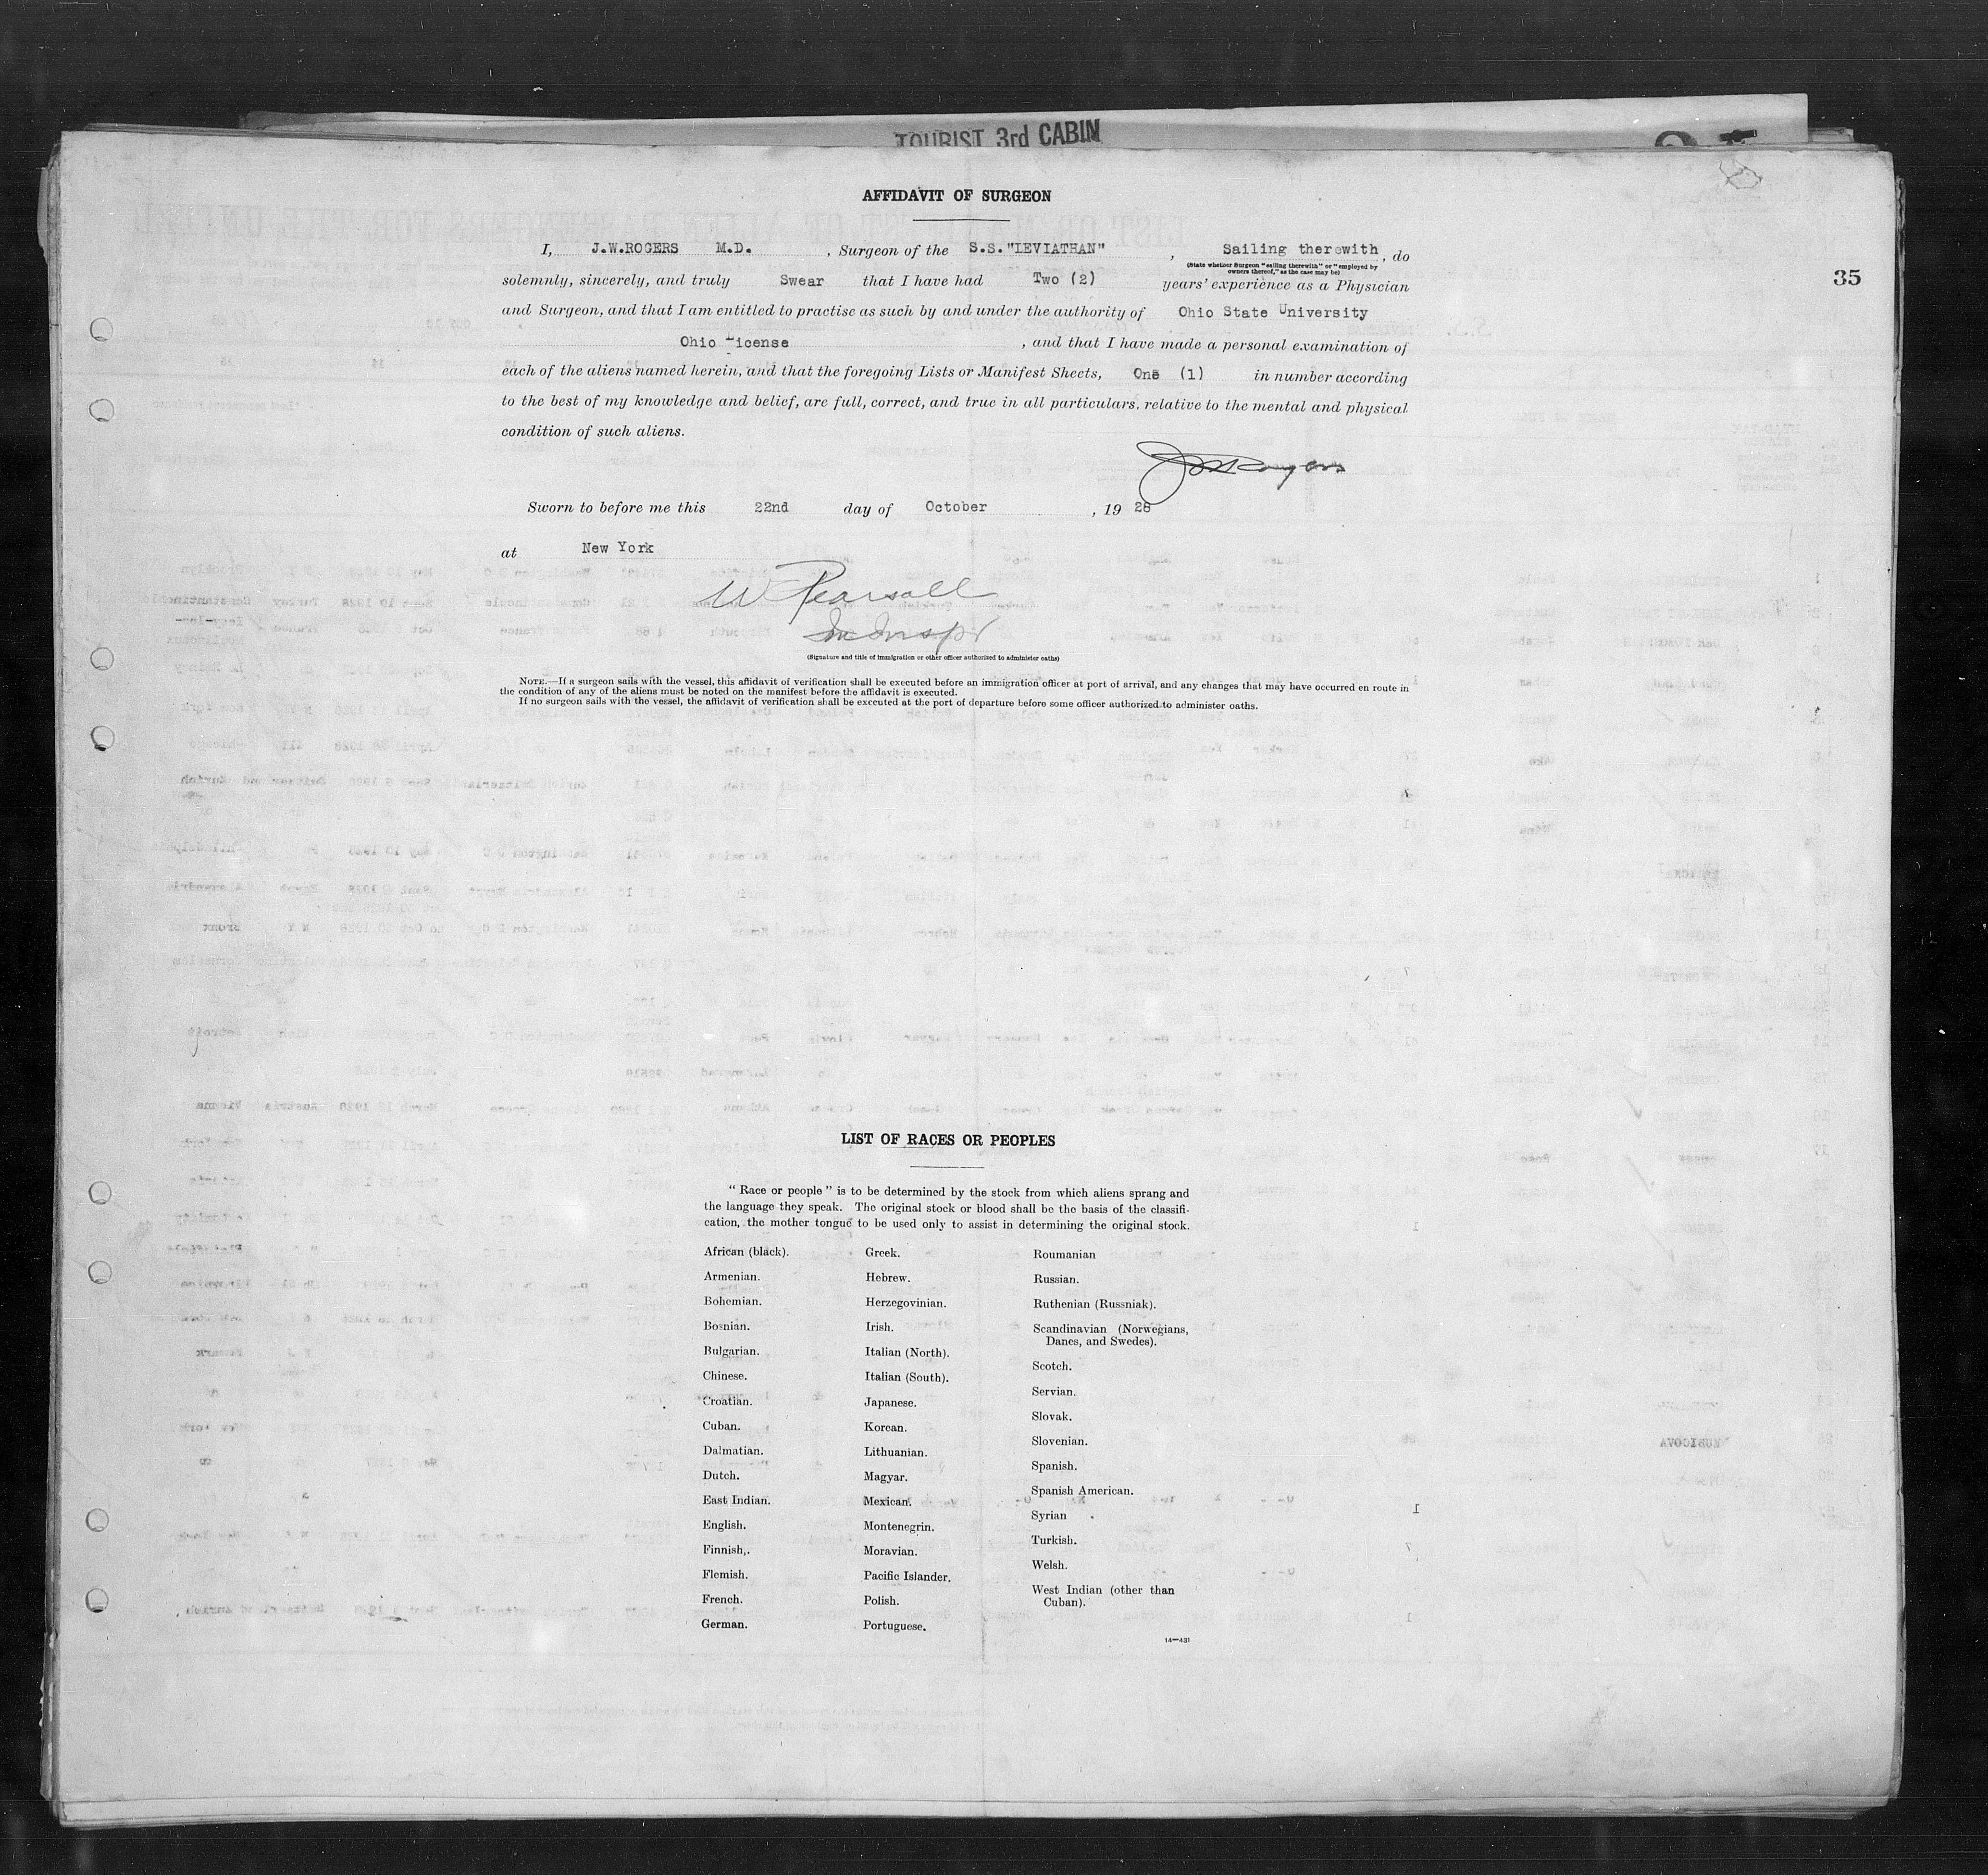 TOURIST 3rd CABIN
AFFIDAVIT OF SURGEON
I, J.W.ROGERS M.D. , Surgeon of the S.S."LEVIATHAN" , Sailing therewith , do
(State whether Surgeon "sailing therewith" or "employed by
owners thereof," as the case may be)
35
solemnly, sincerely, and truly Swear that I have had Two (2) years' experience as a Physician
and Surgeon, and that I am entitled to practise as such by and under the authority of Ohio State University
Ohio License , and that I have made a personal examination of
each of the aliens named herein, and that the foregoing Lists or Manifest Sheets, One (1) in number according
to the best of my knowledge and belief, are full, correct, and true in all particulars, relative to the mental and physical
condition of such aliens.
JWRogers
Sworn to before me this 22nd day of October , 19 28
at New York
W Pearsall
Im Inspr
(Signature and title of immigration or other officer authorized to administer oaths)
NOTE.—If a surgeon sails with the vessel, this affidavit of verification shall be executed before an immigration officer at port of arrival, and any changes that may have occurred en route in
the condition of any of the aliens must be noted on the manifest before the affidavit is executed.
If no surgeon sails with the vessel, the affidavit of verification shall be executed at the port of departure before some officer authorized to administer oaths.
LIST OF RACES OR PEOPLES
"Race or people" is to be determined by the stock from which aliens sprang and
the language they speak. The original stock or blood shall be the basis of the classifi-
cation, the mother tongue to be used only to assist in determining the original stock.
African (black).
Armenian.
Bohemian.
Bosnian.
Bulgarian.
Chinese.
Croatian.
Cuban.
Dalmatian.
Dutch.
East Indian.
English.
Finnish.
Flemish.
French.
German.
Greek.
Hebrew.
Herzegovinian.
Irish.
Italian (North).
Italian (South).
Japanese.
Korean.
Lithuanian.
Magyar.
Mexican.
Montenegrin.
Moravian.
Pacific Islander.
Polish.
Portuguese.
Roumanian
Russian.
Ruthenian (Russniak).
Scandinavian (Norwegians,
Danes, and Swedes).
Scotch.
Servian.
Slovak.
Slovenian.
Spanish.
Spanish American.
Syrian
Turkish.
Welsh.
West Indian (other than
Cuban).
14—431